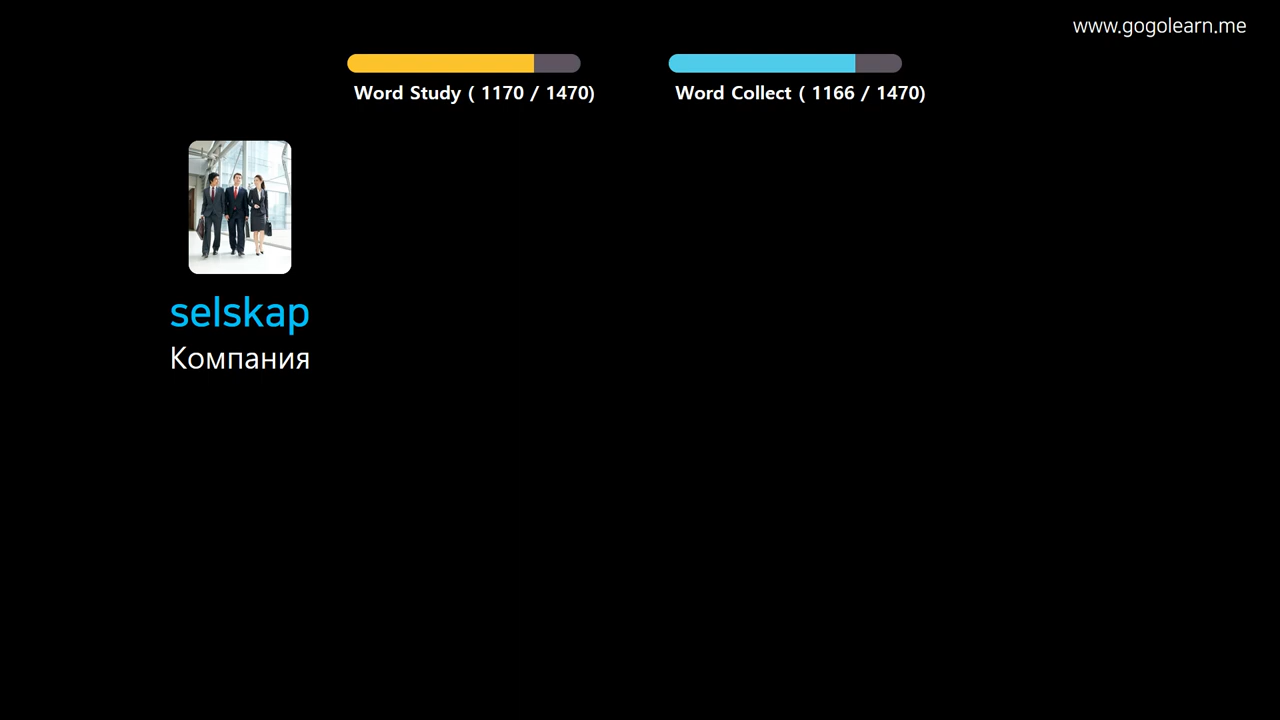 www.gogolearn.me
Word Study ( 1170 / 1470)
Word Collect ( 1166 / 1470)
selskap
Компания